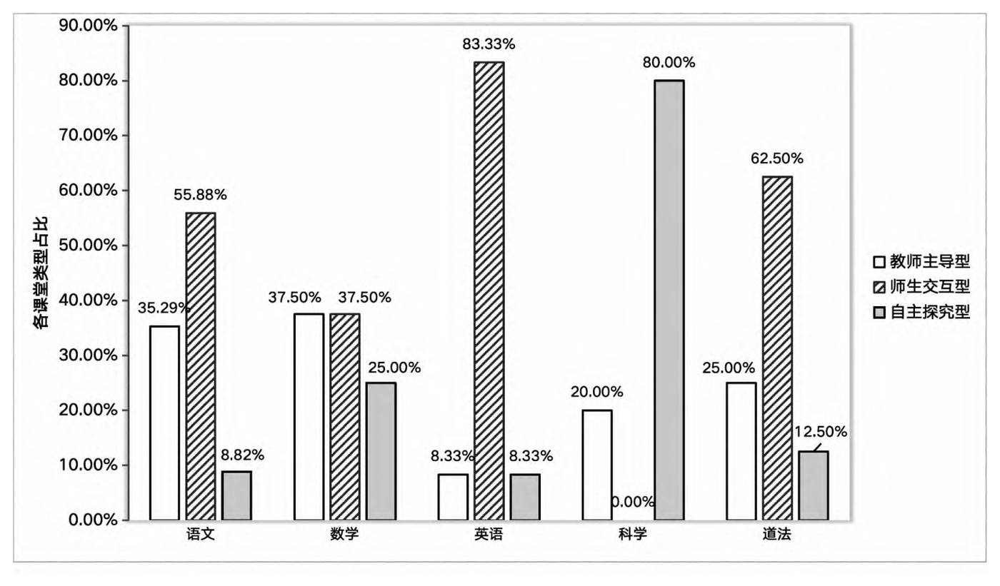 90.00%
80.00%
70.00%
60.00%
50.00%
40.00%
30.00%
20.00%
10.00%
0.00%
各课堂类型占比
35.29%
55.88%
8.82%
37.50%
37.50%
25.00%
8.33%
83.33%
8.33%
20.00%
0.00%
80.00%
25.00%
62.50%
12.50%
语文
数学
英语
科学
道法
教师主导型
师生交互型
自主探究型